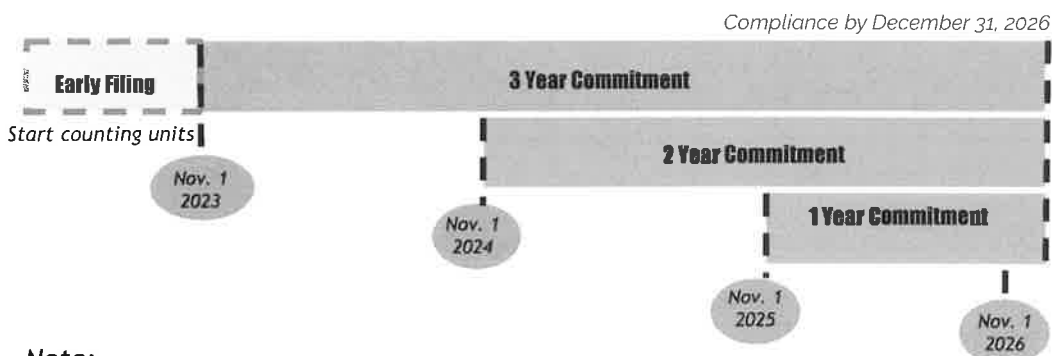 Compliance by December 31, 2026
Early Filing
3 Year Commitment
Start counting units
2 Year Commitment
Nov. 1
2023
1 Year Commitment
Nov. 1
2024
Nov. 1
2025
Nov. 1
2026
Note: